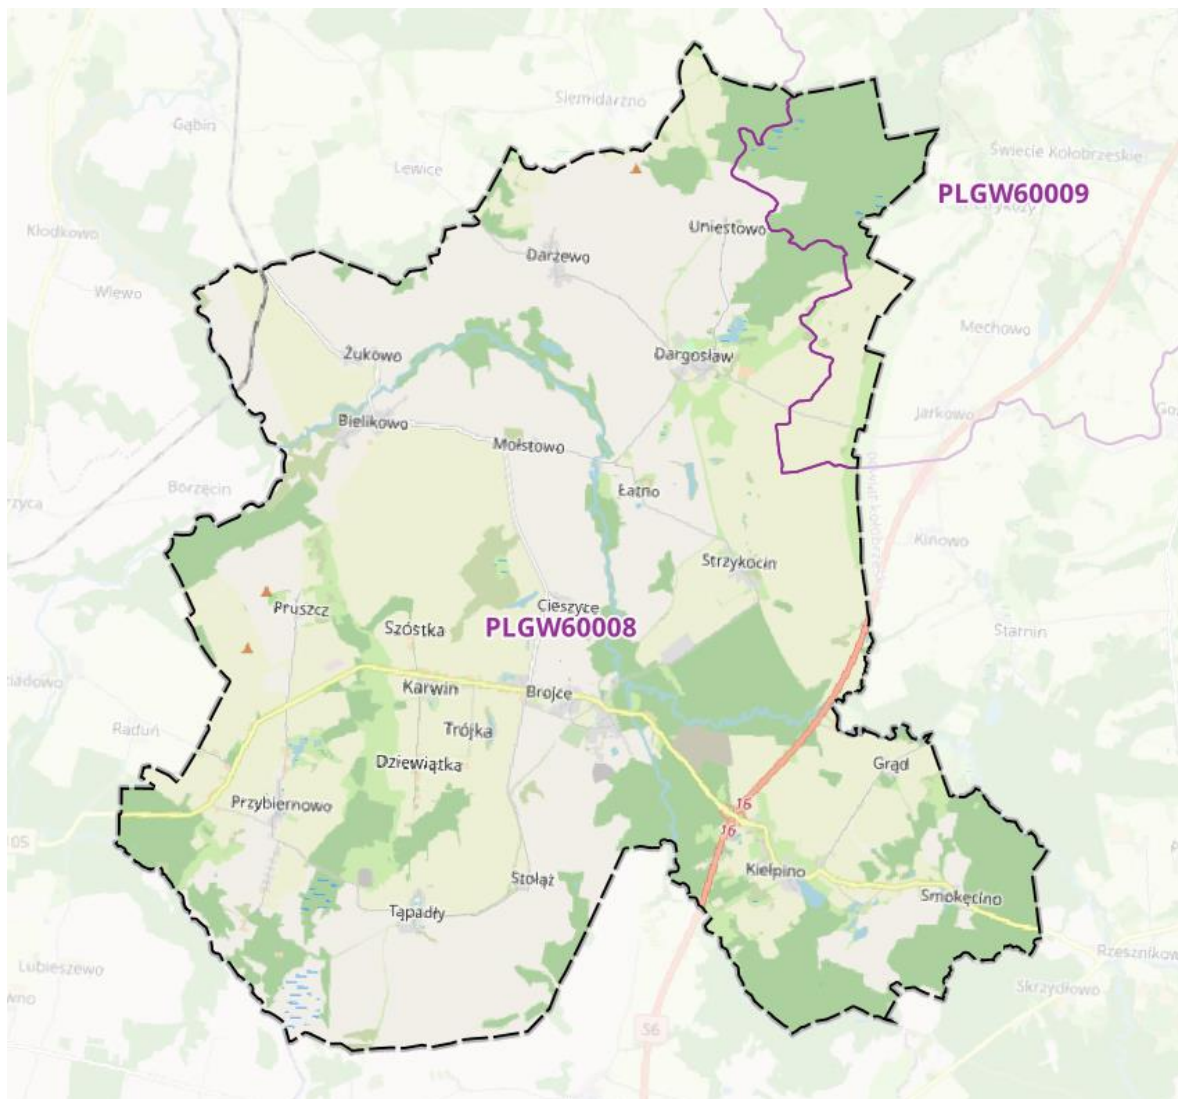 Siemidarżno
Gąbin
Świecie Kołobrzeskie
Lewice
PLGW60009
Uniestowo
Kłodkowo
Darżewo
Wiewo
Mechowo
Żukowo
Dargosław
Jarkowo
Bielikowo
Mołstowo
Borzęcin
Łatno
Kinowo
Strzykocin
Pruszcz
Cieszyce
PLGW60008
Szóstka
Starnin
Karwin
Brojce
Raduń
Trójka
Dziewiątka
Grąd
Przybiernowo
16
16
105
Kiełpino
Stołąż
Smokęcino
Tąpadły
Rzesznikowo
Lubieszewo
Skrzydłowo
S6